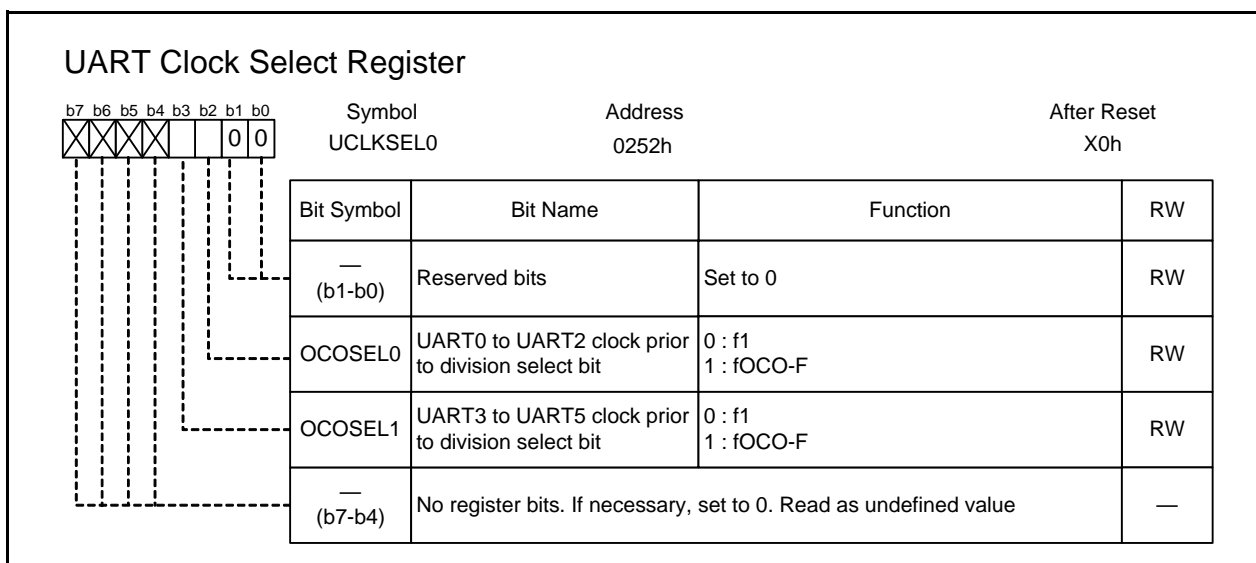 UART Clock Select Register
b7 b6 b5 b4 b3 b2 b1 b0
0 0
Symbol Address After Reset
UCLKSEL0 0252h X0h
Bit Symbol Bit Name Function RW
—
(b1-b0) Reserved bits Set to 0 RW
OCOSEL0 UART0 to UART2 clock prior to division select bit 0 : f1
1 : fOCO-F RW
OCOSEL1 UART3 to UART5 clock prior to division select bit 0 : f1
1 : fOCO-F RW
—
(b7-b4) No register bits. If necessary, set to 0. Read as undefined value —